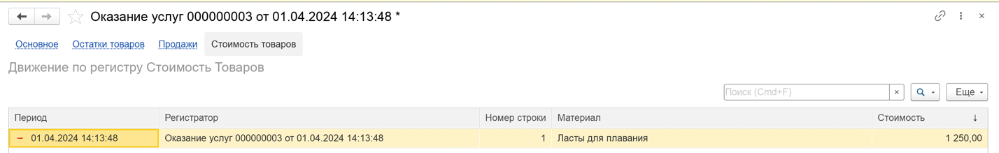 Оказание услуг 000000003 от 01.04.2024 14:13:48 *
Основное Остатки товаров Продажи Стоимость товаров
Движение по регистру Стоимость Товаров
Поиск (Cmd+F) × Еще
Период Регистратор Номер строки Материал Стоимость ↓
01.04.2024 14:13:48 Оказание услуг 000000003 от 01.04.2024 14:13:48 1 Ласты для плавания 1 250,00